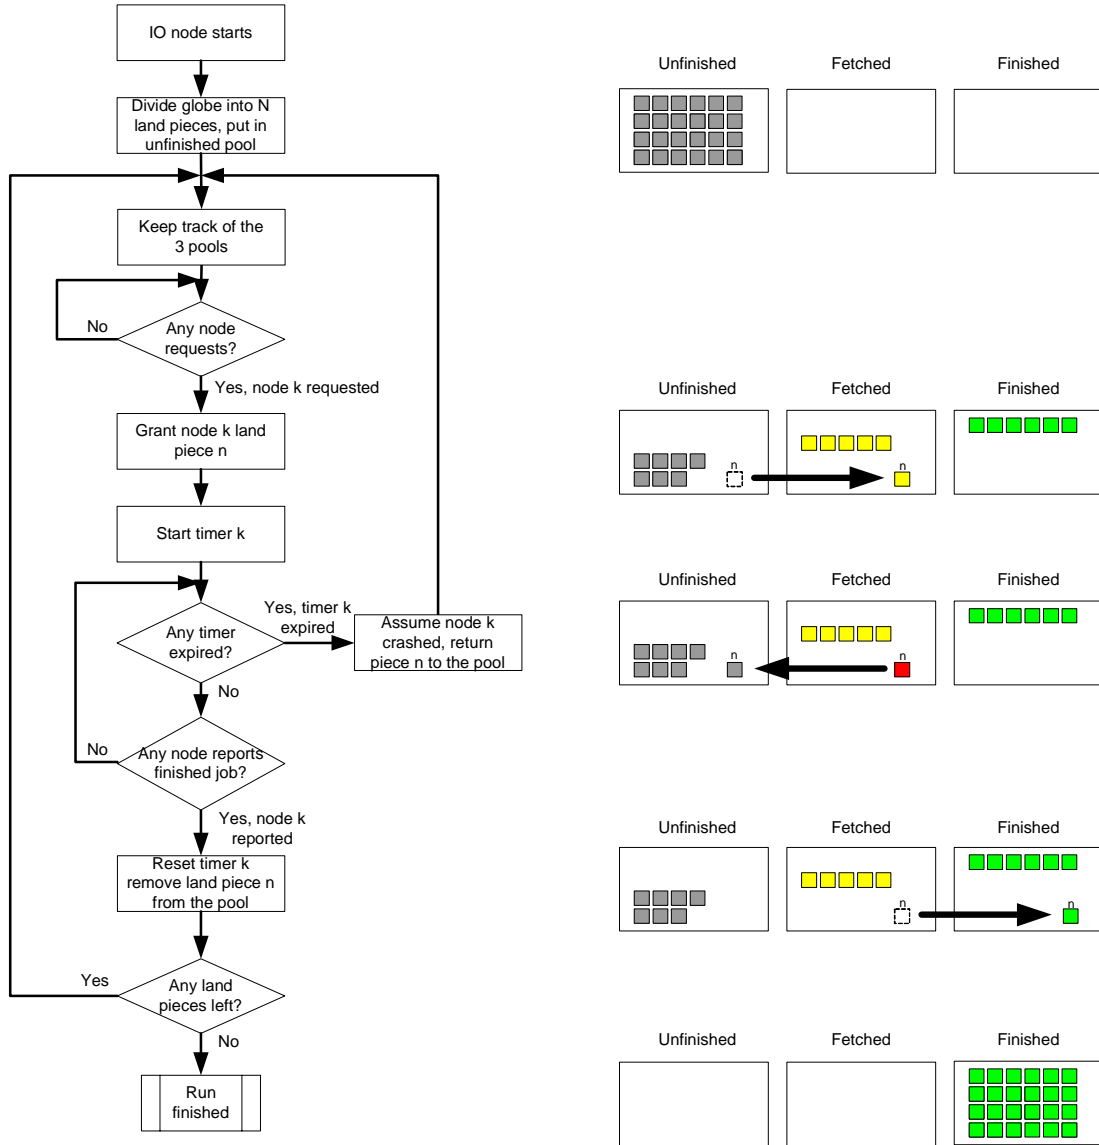 IO node starts
Divide globe into N
land pieces, put in
unfinished pool
Keep track of the
3 pools
No
Any node
requests?
Yes, node k requested
Grant node k land
piece n
Start timer k
Any timer
expired?
Yes, timer k
expired
Assume node k
crashed, return
piece n to the pool
No
No
Any node reports
finished job?
Yes, node k
reported
Reset timer k
remove land piece n
from the pool
Yes
Any land
pieces left?
No
Run
finished
Unfinished Fetched Finished
Unfinished Fetched Finished
n n
Unfinished Fetched Finished
n n
Unfinished Fetched Finished
n n
Unfinished Fetched Finished